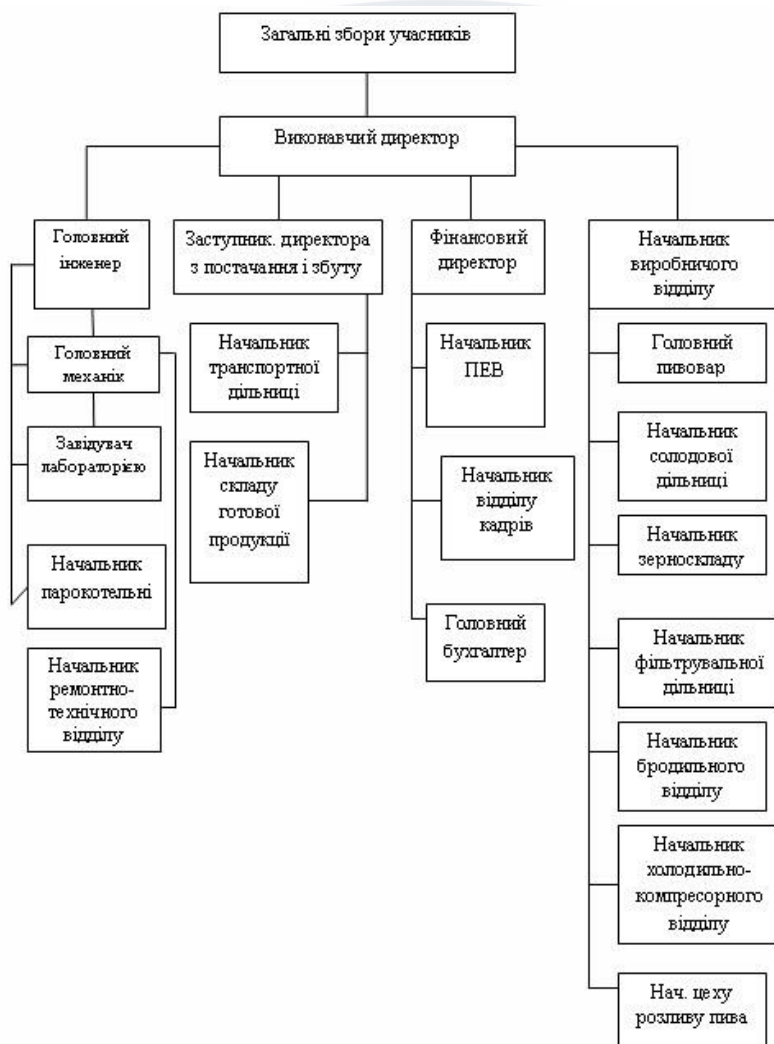 Загальні збори учасників
Виконавчий директор
Головний
інженер
Заступник. директора
з постачання і збуту
Фінансовий
директор
Начальник
виробничого
відділу
Головний
механік
Завідувач
лабораторією
Начальник
парокотельні
Начальник
ремонтно-
технічного
відділу
Начальник
транспортної
дільниці
Начальник
складу
готової
продукції
Начальник
ПЕВ
Начальник
відділу
кадрів
Головний
бухгалтер
Головний
пивовар
Начальник
солодової
дільниці
Начальник
зерноскладу
Начальник
фільтрувальної
дільниці
Начальник
бродильного
відділу
Начальник
холодильно-
компресорного
відділу
Нач. цеху
розливу пива